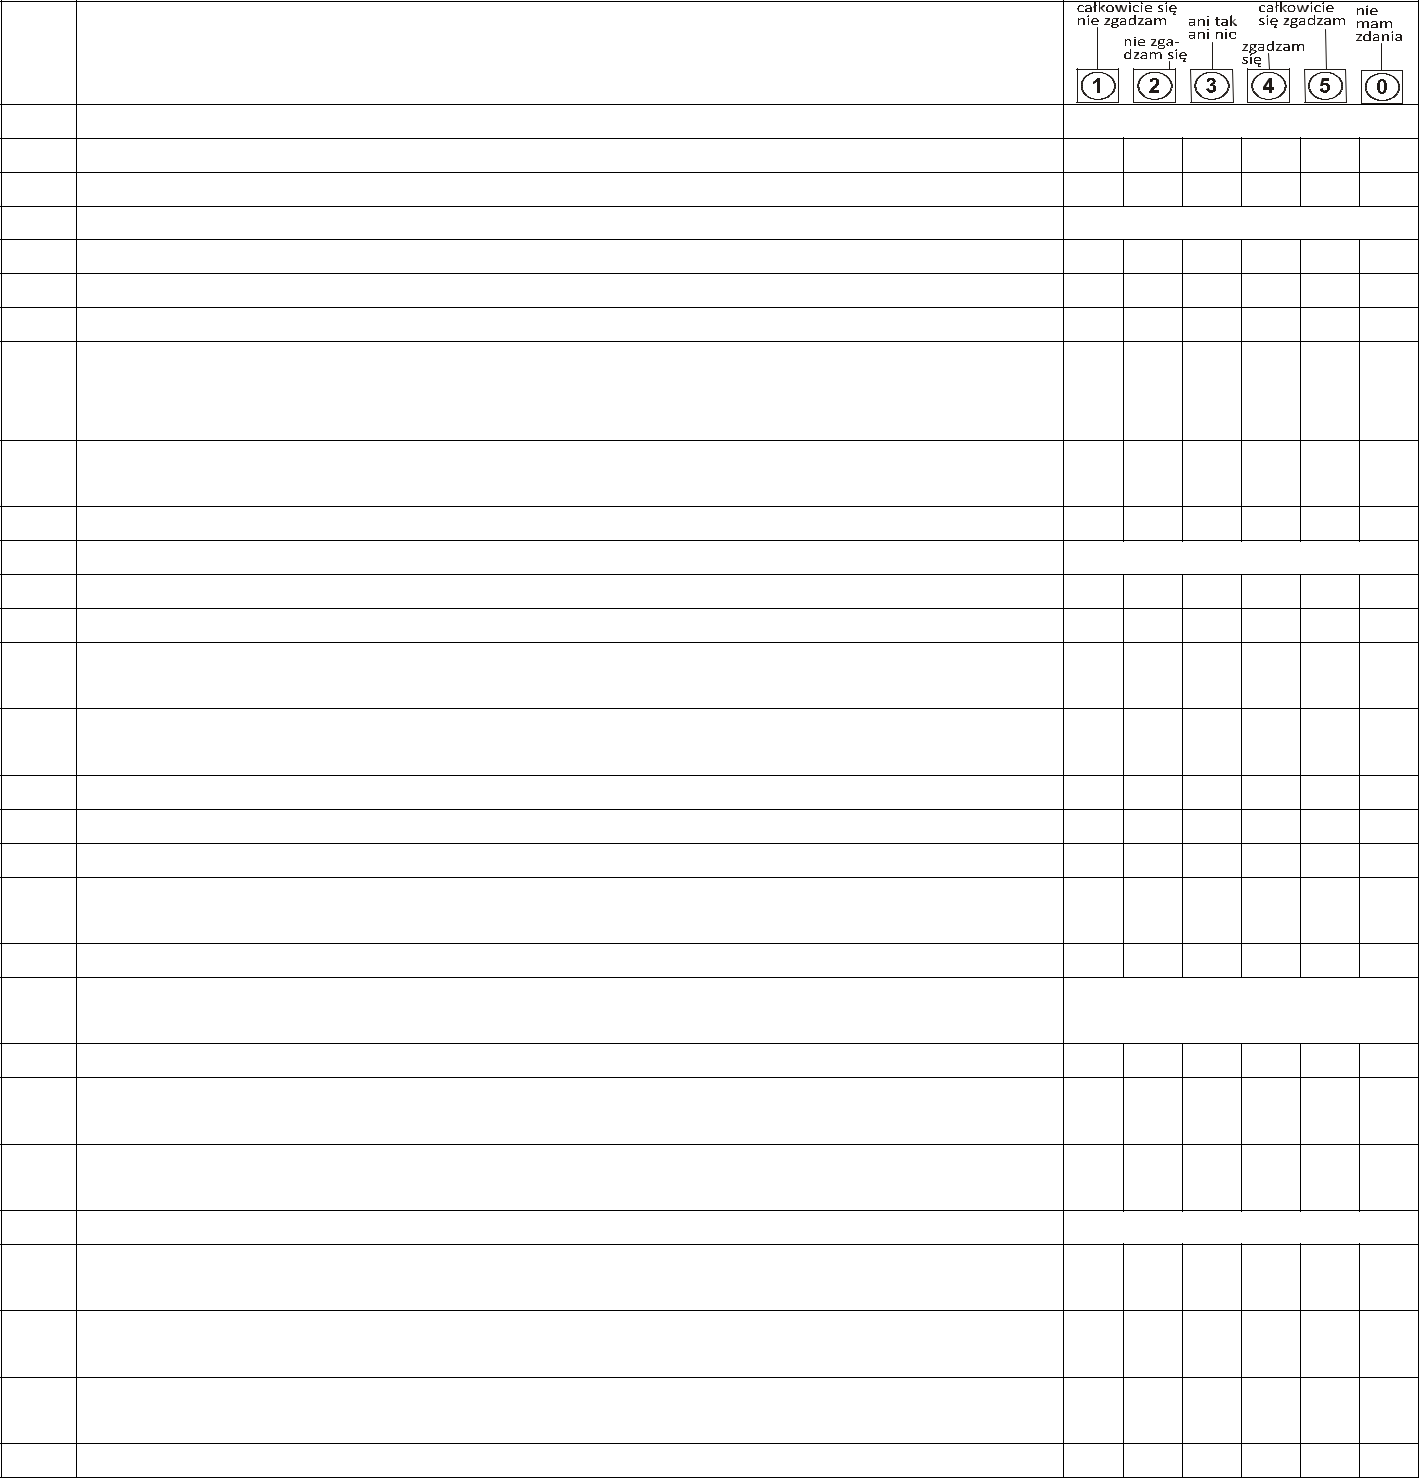 całkowicie się
nie zgadzam
nie zga-
dzam się
ani tak
ani nic
zgadzam
się
całkowicie
się zgadzam
nie
mam
zdania
1 2 3 4 5 0